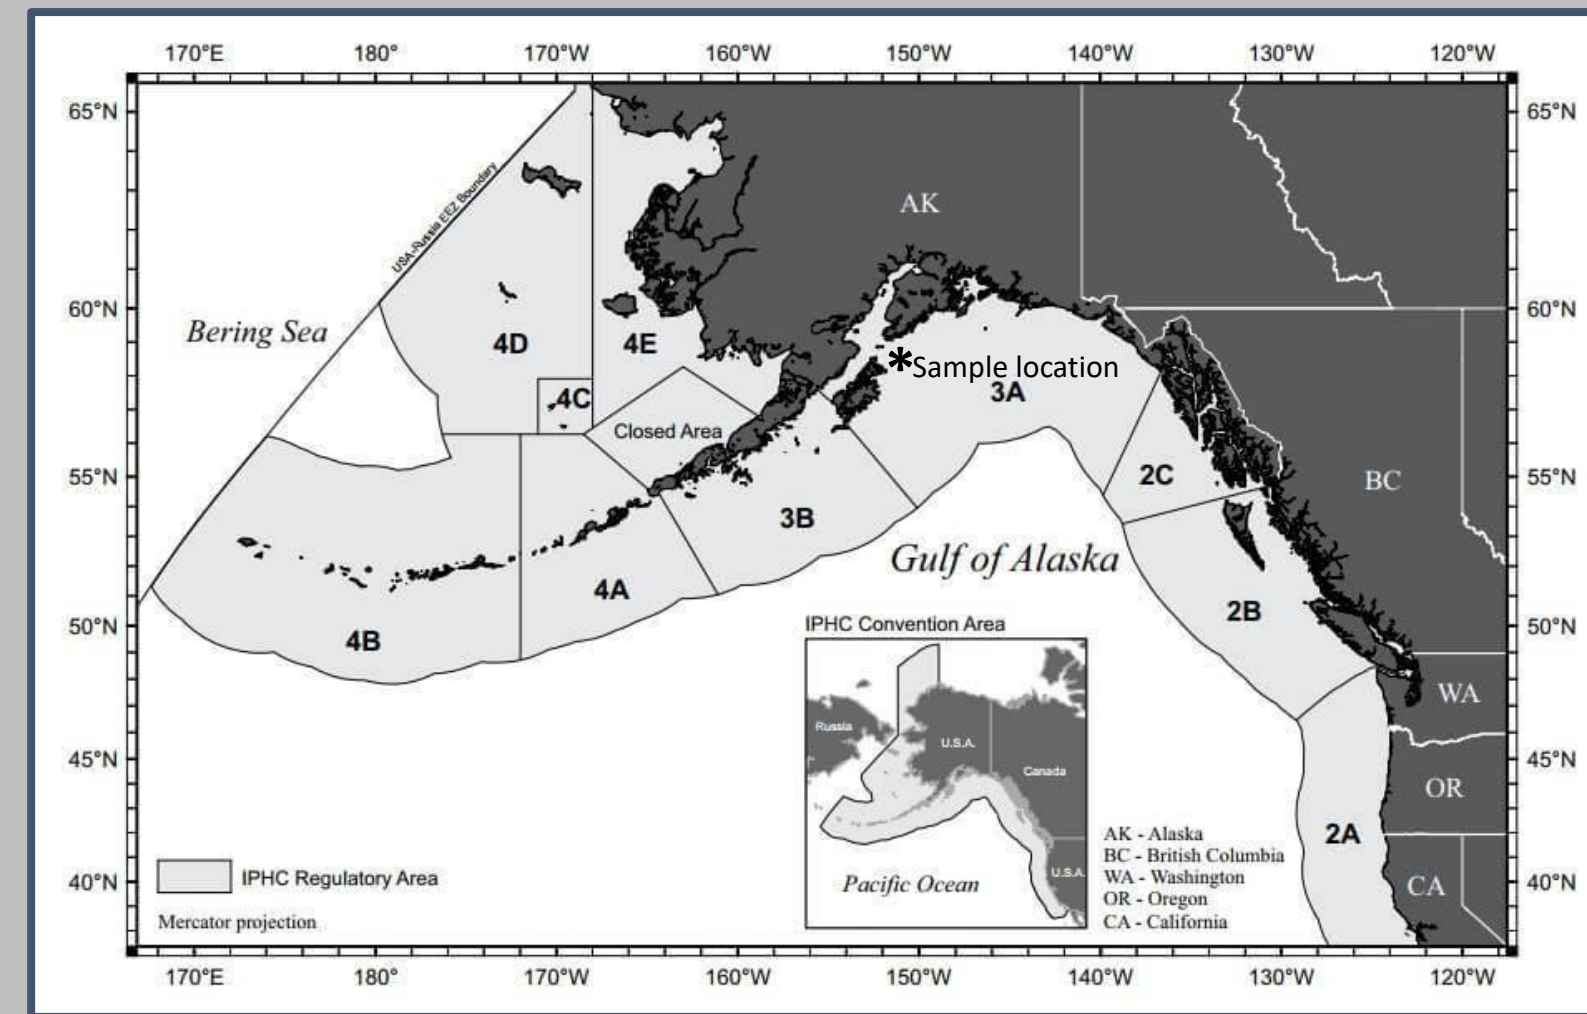 170°E 180° 170°W 160°W 150°W 140°W 130°W 120°W
65°N 65°N
USA-Russia EEZ Boundary
AK
60°N 60°N
Bering Sea
4D
4E
*Sample location
3A
4C
Closed Area
55°N 55°N
2C
BC
3B
Gulf of Alaska
4A
2B
50°N 50°N
4B
IPHC Convention Area
WA
Russia
U.S.A.
Canada
45°N 45°N
OR
2A
AK - Alaska
BC - British Columbia
WA - Washington
OR - Oregon
CA - California
U.S.A.
IPHC Regulatory Area
40°N 40°N
Pacific Ocean
CA
Mercator projection
170°E 180° 170°W 160°W 150°W 140°W 130°W 120°W